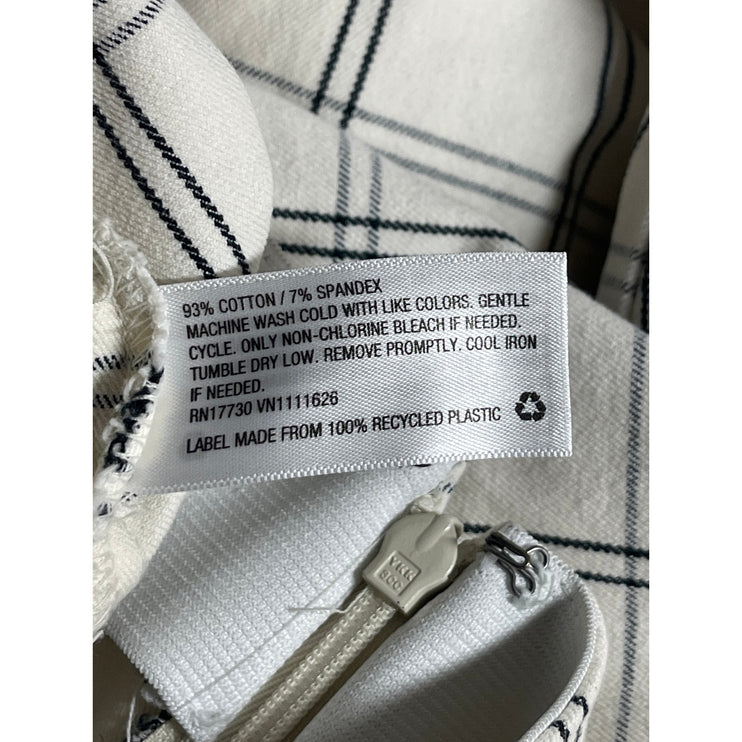 93% COTTON / 7% SPANDEX
MACHINE WASH COLD WITH LIKE COLORS. GENTLE
CYCLE. ONLY NON-CHLORINE BLEACH IF NEEDED.
TUMBLE DRY LOW. REMOVE PROMPTLY. COOL IRON
IF NEEDED.
RN17730 VN1111626
LABEL MADE FROM 100% RECYCLED PLASTIC
YKK